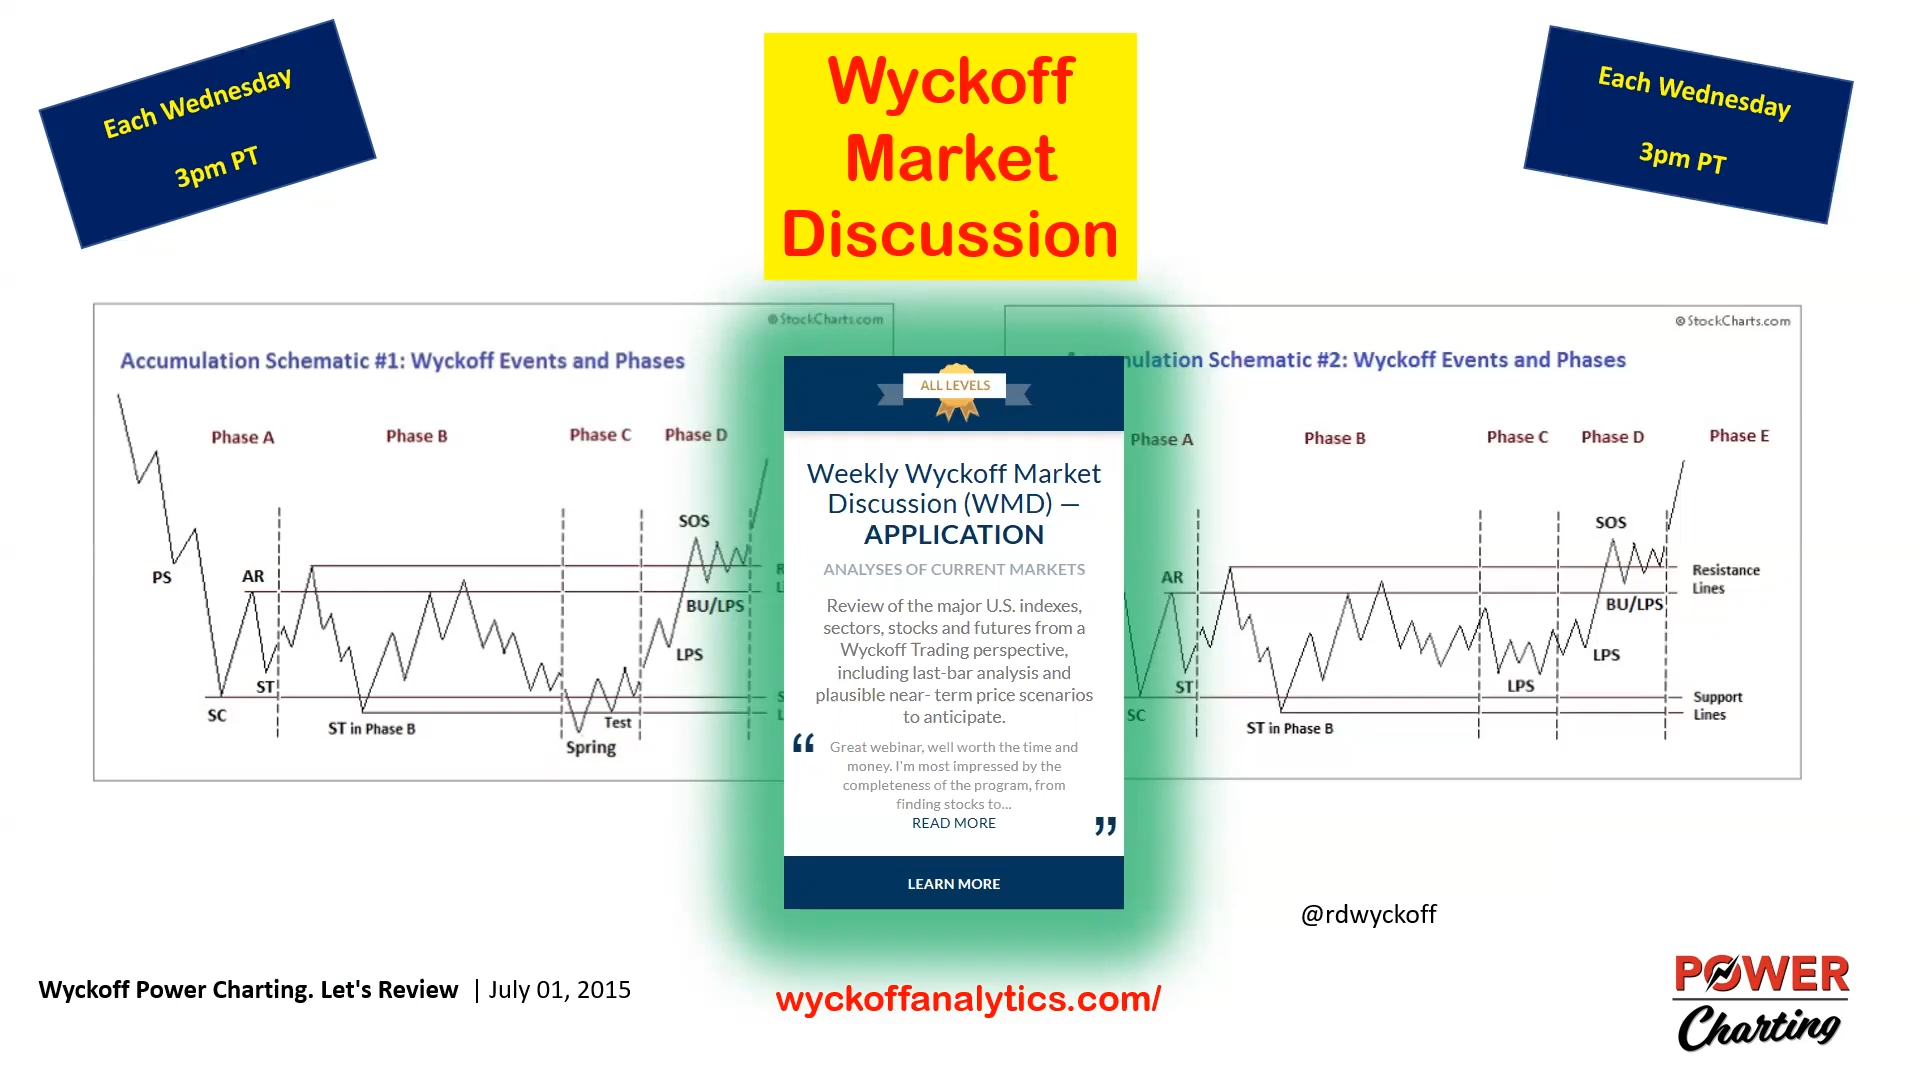 Each Wednesday
3pm PT
Wyckoff
Market
Discussion
Each Wednesday
3pm PT
©StockCharts.com
Accumulation Schematic #1: Wyckoff Events and Phases
Phase A
Phase B
Phase C
Phase D
SOS
PS
AR
BU/LPS
LPS
ST
SC
ST in Phase B
Test
Spring
ALL LEVELS
Weekly Wyckoff Market
Discussion (WMD) —
APPLICATION
ANALYSES OF CURRENT MARKETS
Review of the major U.S. indexes,
sectors, stocks and futures from a
Wyckoff Trading perspective,
including last-bar analysis and
plausible near- term price scenarios
to anticipate.
“ Great webinar, well worth the time and
money. I'm most impressed by the
completeness of the program, from
finding stocks to...
READ MORE ”
LEARN MORE
©StockCharts.com
Schematic #2: Wyckoff Events and Phases
Phase A
Phase B
Phase C
Phase D
Phase E
SOS
AR
Resistance
Lines
BU/LPS
LPS
ST
LPS
SC
ST in Phase B
Support
Lines
@rdwyckoff
Wyckoff Power Charting. Let's Review | July 01, 2015
wyckoffanalytics.com/
POWER
Charting